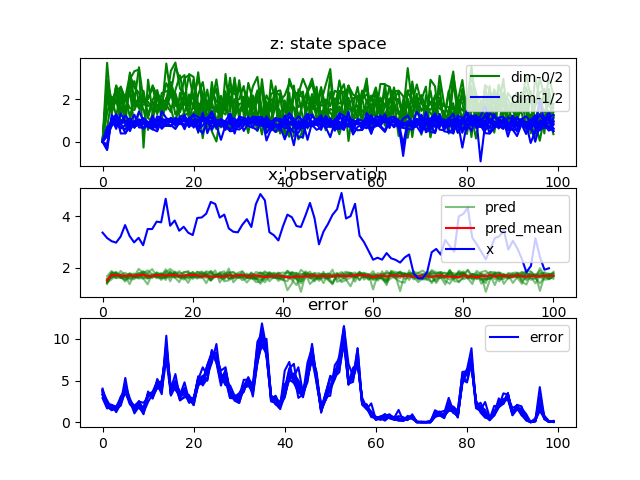 z: state space
dim-0/2
dim-1/2
2
0
0 20 40 60 80 100
x: observation
pred
pred_mean
x
4
2
0 20 40 60 80 100
error
error
10
5
0
0 20 40 60 80 100